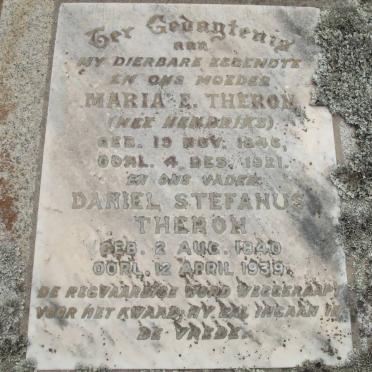 Ter Gedagtenis
aan
MY DIERBARE EGGENOTE
EN ONS MOEDER
MARIA E. THERON
(NEE HENDRIKS)
GEB. 19 NOV. 1846,
OORL. 4 DES. 1921.
EN ONS VADER
DANIEL STEFANUS
THERON
GEB. 2 AUG. 1840
OORL. 12 APRIL 1939.
DE REGVAARDIGE WORD WEGGERAAPT
VOOR HET KWAAD, HY ZAL INGAAN IN
DE VREDE.